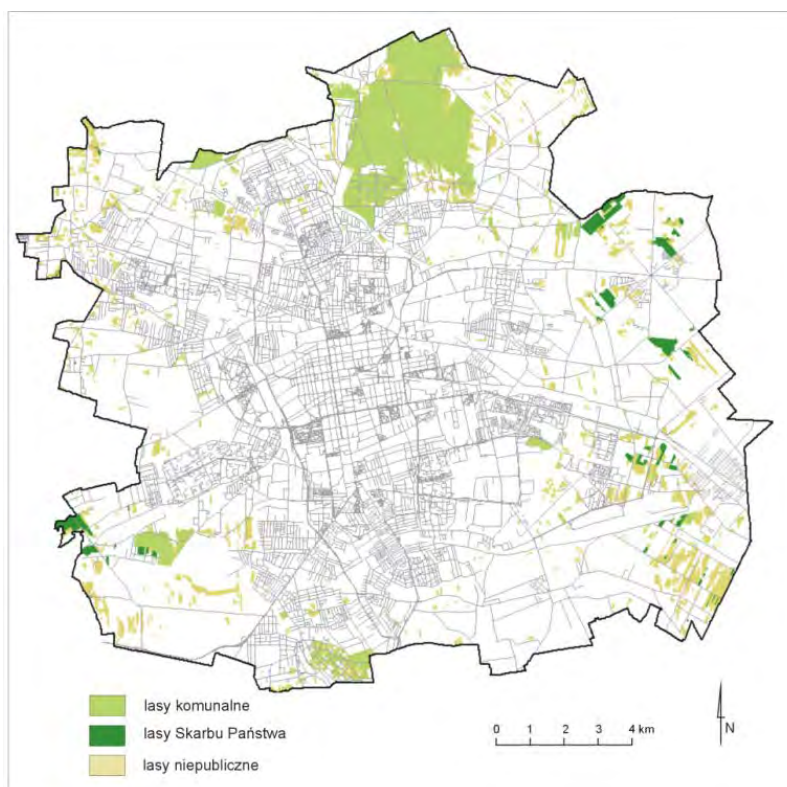 lasy komunalne
lasy Skarbu Państwa
lasy niepubliczne
0 1 2 3 4 km
N